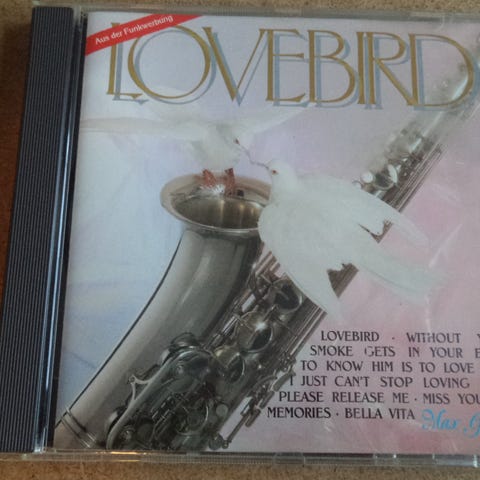 Aus der Funkwerbung
LOVEBIRD
LOVEBIRD · WITHOUT
SMOKE GETS IN YOUR
TO KNOW HIM IS TO LOVE
I JUST CAN'T STOP LOVING
PLEASE RELEASE ME · MISS YOU
MEMORIES · BELLA VITA
Max